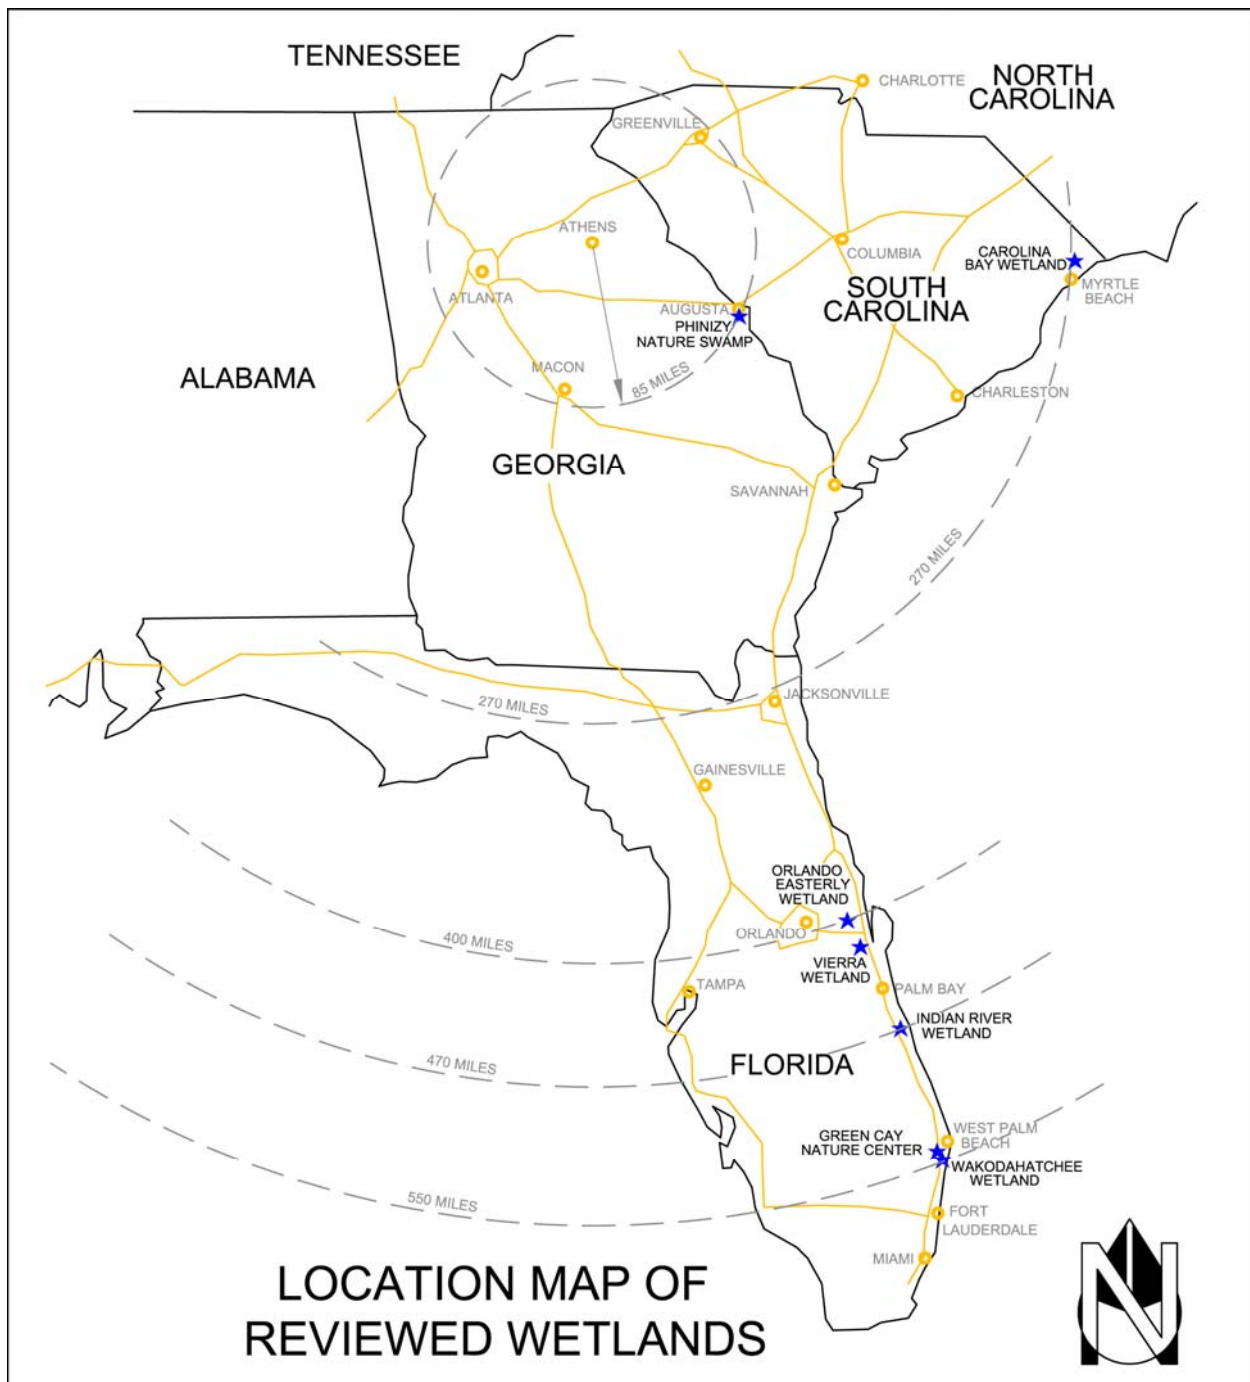 TENNESSEE
NORTH
CAROLINA
CHARLOTTE
GREENVILLE
ATHENS
COLUMBIA
CAROLINA
BAY WETLAND
ATLANTA
SOUTH
CAROLINA
MYRTLE
BEACH
AUGUSTA
PHINIZY
NATURE SWAMP
MACON
85 MILES
ALABAMA
CHARLESTON
GEORGIA
SAVANNAH
270 MILES
270 MILES
JACKSONVILLE
GAINESVILLE
ORLANDO
EASTERLY
WETLAND
400 MILES
ORLANDO
VIERRA
WETLAND
TAMPA
PALM BAY
INDIAN RIVER
WETLAND
470 MILES
FLORIDA
WEST PALM
BEACH
GREEN CAY
NATURE CENTER
WAKODAHATCHEE
WETLAND
550 MILES
FORT
LAUDERDALE
MIAMI
LOCATION MAP OF
REVIEWED WETLANDS
N